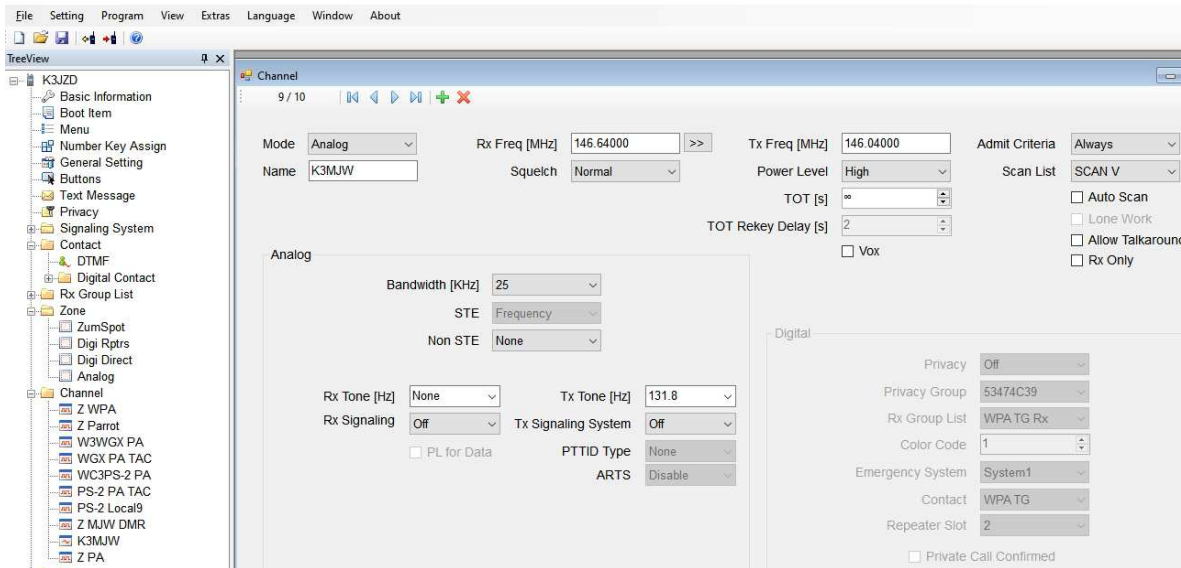 File Setting Program View Extras Language Window About
TreeView
K3JZD
Basic Information
Boot Item
Menu
Number Key Assign
General Setting
Buttons
Text Message
Privacy
Signaling System
Contact
DTMF
Digital Contact
Rx Group List
Zone
ZumSpot
Digi Rptrs
Digi Direct
Analog
Channel
Z WPA
Z Parrot
W3WGX PA
WGX PA TAC
WC3PS-2 PA
PS-2 PA TAC
PS-2 Local9
Z MJW DMR
K3MJW
Z PA
Channel
9 / 10
Mode Analog Rx Freq [MHz] 146.64000 >> Tx Freq [MHz] 146.04000 Admit Criteria Always
Name K3MJW Squelch Normal Power Level High Scan List SCAN V
TOT [s] ∞ Auto Scan
Lone Work
TOT Rekey Delay [s] 2
Allow Talkaround
Vox Rx Only
Analog
Bandwidth [KHz] 25
STE Frequency
Non STE None
Rx Tone [Hz] None Tx Tone [Hz] 131.8
Rx Signaling Off Tx Signaling System Off
PL for Data PTTID Type None
ARTS Disable
Digital
Privacy Off
Privacy Group 53474C39
Rx Group List WPA TG Rx
Color Code 1
Emergency System System1
Contact WPA TG
Repeater Slot 2
Private Call Confirmed